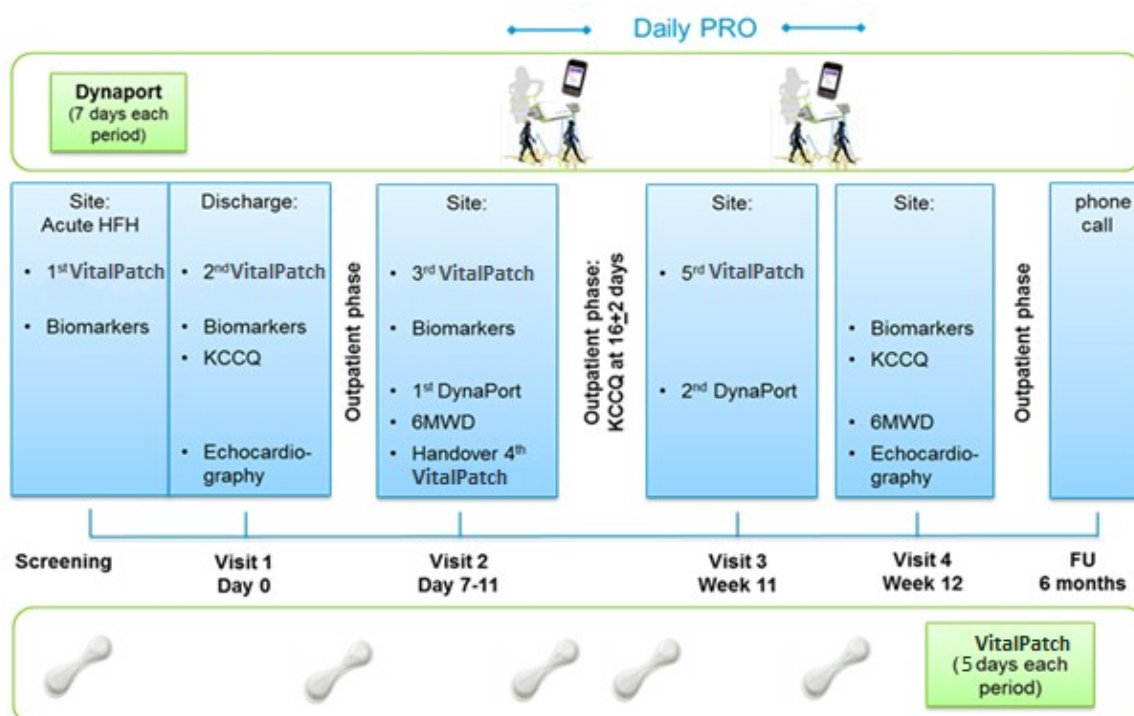 Daily PRO
Dynaport
(7 days each
period)
Site:
Acute HFH
• 1st VitalPatch
• Biomarkers
Discharge:
• 2nd VitalPatch
• Biomarkers
• KCCQ
• Echocardio-
graphy
Outpatient phase
Site:
• 3rd VitalPatch
• Biomarkers
• 1st DynaPort
• 6MWD
• Handover 4th
VitalPatch
Outpatient phase:
KCCQ at 16±2 days
Site:
• 5rd VitalPatch
• 2nd DynaPort
Site:
• Biomarkers
• KCCQ
• 6MWD
• Echocardio-
graphy
Outpatient phase
phone
call
Screening
Visit 1
Day 0
Visit 2
Day 7-11
Visit 3
Week 11
Visit 4
Week 12
FU
6 months
VitalPatch
(5 days each
period)